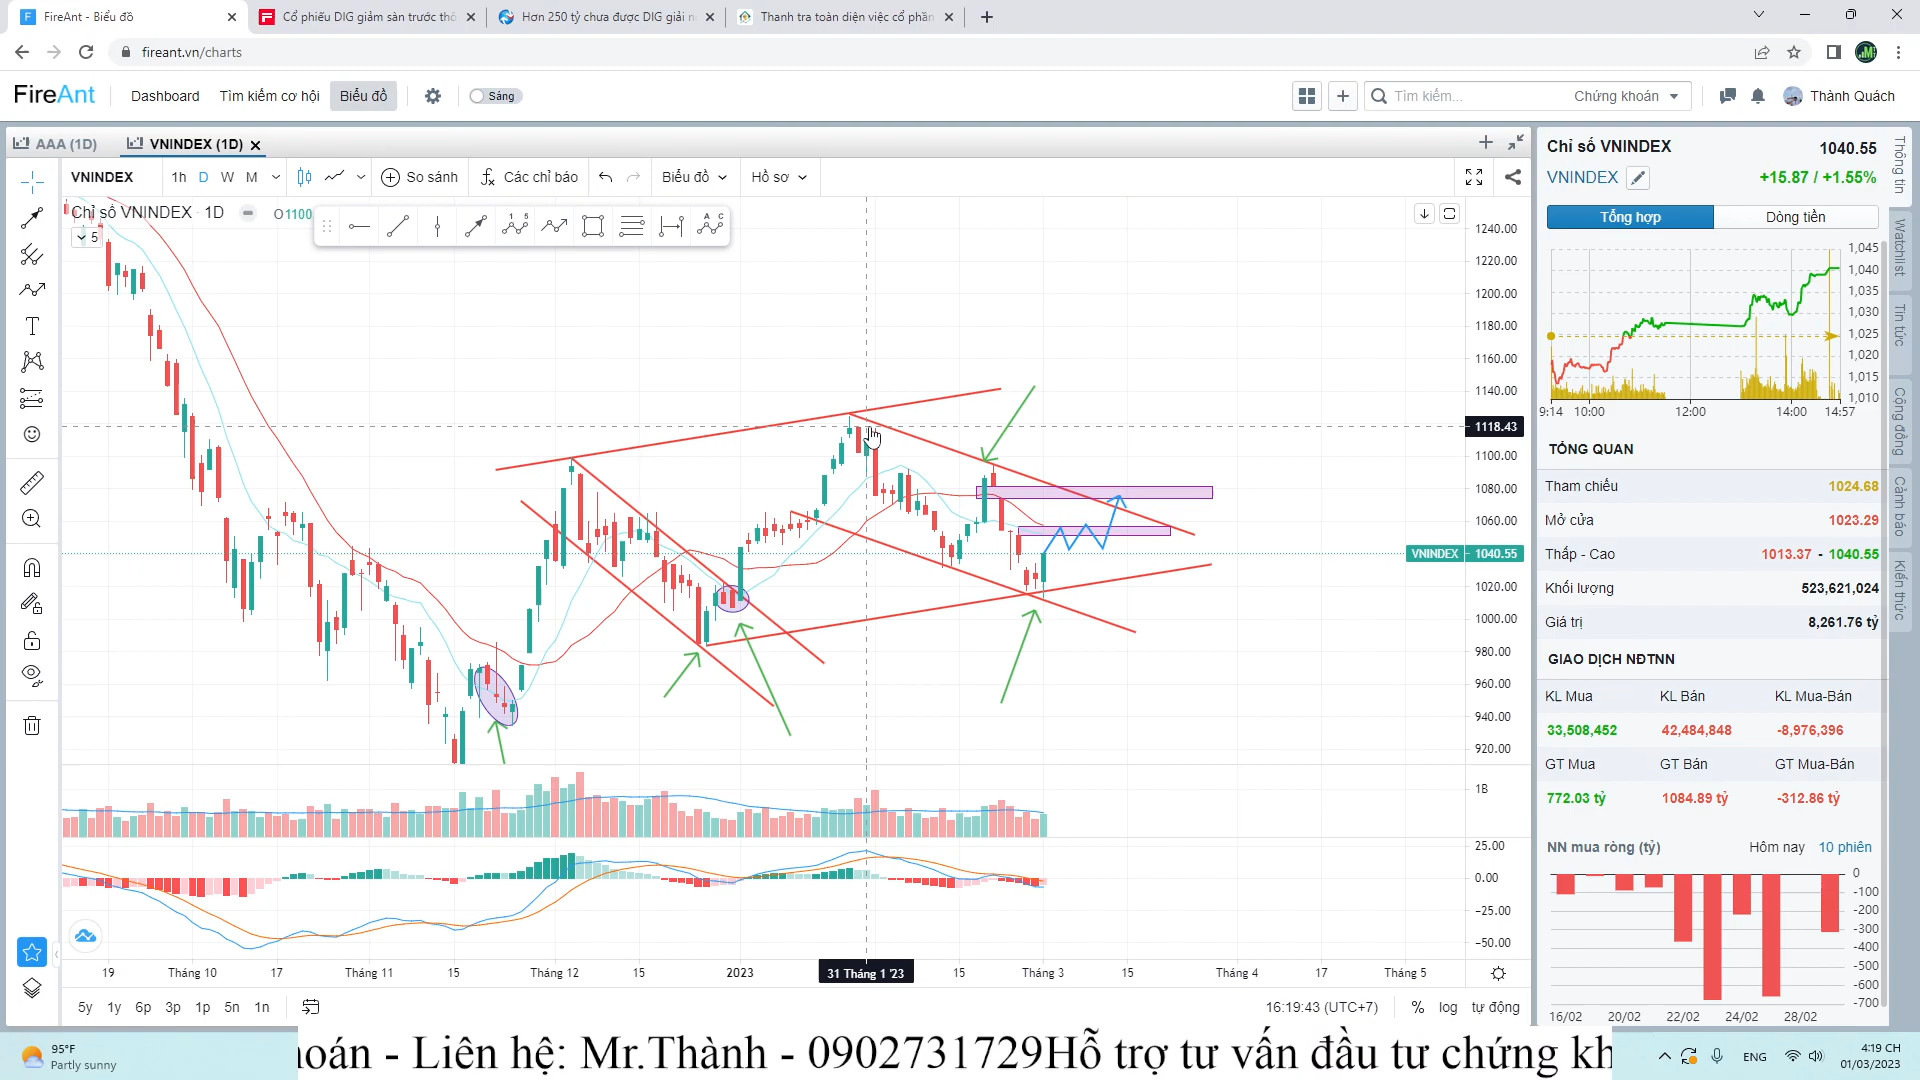 FireAnt - Biểu đồ
Cổ phiếu DIG giảm sàn trước thô
Hơn 250 tỷ chưa được DIG giải n
Thanh tra toàn diện việc cổ phần
fireant.vn/charts
FireAnt
Dashboard
Tìm kiếm cơ hội
Biểu đồ
Sáng
Tìm kiếm...
Chứng khoán
Thành Quách
AAA (1D)
VNINDEX (1D)
VNINDEX
1h D W M
So sánh
Các chỉ báo
Biểu đồ
Hồ sơ
Chỉ số VNINDEX · 1D
O1100
5
1240.00
1220.00
1200.00
1180.00
1160.00
1140.00
1118.43
1100.00
1080.00
1060.00
VNINDEX 1040.55
1020.00
1000.00
980.00
960.00
940.00
920.00
1B
25.00
0.00
−25.00
−50.00
19 Tháng 10 17 Tháng 11 15 Tháng 12 15 2023 31 Tháng 1 '23 15 Tháng 3 15 Tháng 4 17 Tháng 5
5y 1y 6p 3p 1p 5n 1n
16:19:43 (UTC+7)
% log tự động
Chỉ số VNINDEX 1040.55
VNINDEX +15.87 / +1.55%
Tổng hợp Dòng tiền
1,045
1,040
1,035
1,030
1,025
1,020
1,015
1,010
9:14 10:00 12:00 14:00 14:57
TỔNG QUAN
Tham chiếu 1024.68
Mở cửa 1023.29
Thấp - Cao 1013.37 - 1040.55
Khối lượng 523,621,024
Giá trị 8,261.76 tỷ
GIAO DỊCH NĐTNN
KL Mua KL Bán KL Mua-Bán
33,508,452 42,484,848 -8,976,396
GT Mua GT Bán GT Mua-Bán
772.03 tỷ 1084.89 tỷ -312.86 tỷ
NN mua ròng (tỷ) Hôm nay 10 phiên
0
-100
-200
-300
-400
-500
-600
-700
16/02 20/02 22/02 24/02 28/02
Thông tin
Watchlist
Tin tức
Cộng đồng
Cảnh báo
Kiến thức
95°F
Partly sunny
hoán - Liên hệ: Mr.Thành - 0902731729Hỗ trợ tư vấn đầu tư chứng kh
ENG
4:19 CH
01/03/2023